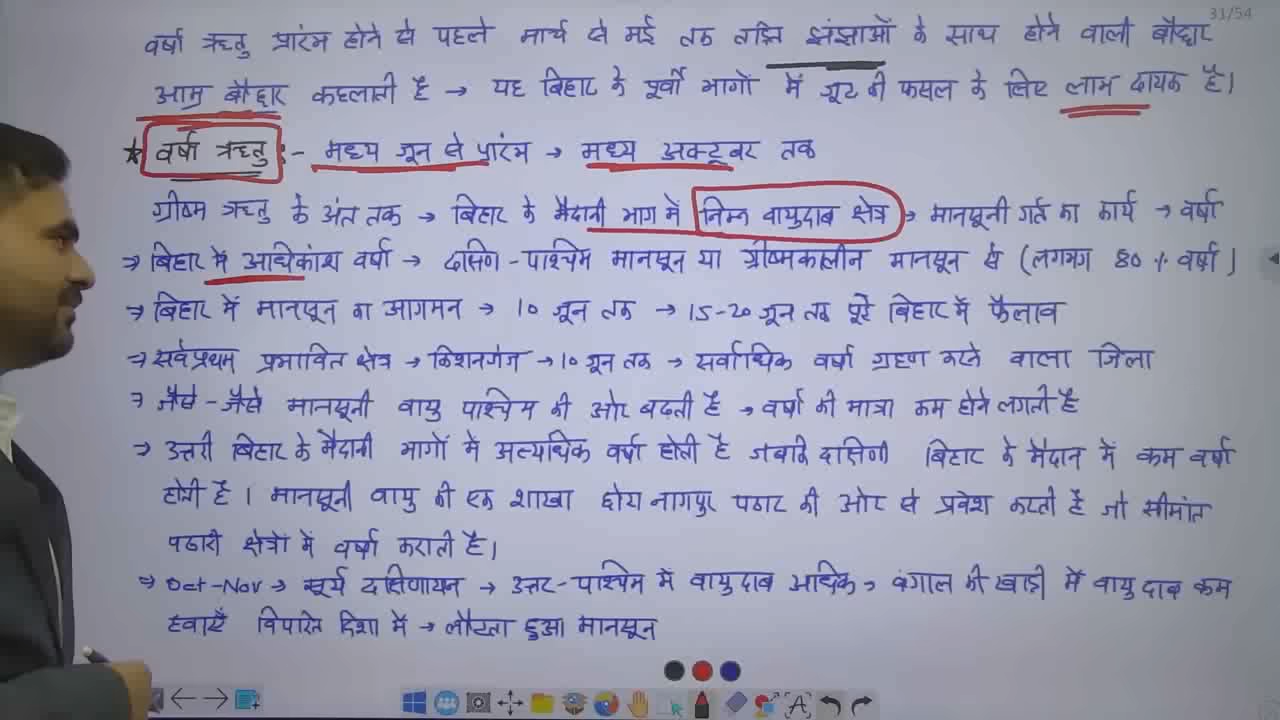 31/54
वर्षा ऋतु प्रारंभ होने से पहले मार्च से मई तक तड़ित झंझाओं के साथ होने वाली बौछार
आम्र बौछार कहलाती है → यह बिहार के पूर्वी भागों में जूट की फसल के लिए लाभ दायक है।
★ वर्षा ऋतु :- मध्य जून से प्रारंभ → मध्य अक्टूबर तक
ग्रीष्म ऋतु के अंत तक → बिहार के मैदानी भाग में निम्न वायुदाब क्षेत्र → मानसूनी गर्त का कार्य → वर्षा
→ बिहार में अधिकांश वर्षा → दक्षिण-पश्चिम मानसून या ग्रीष्मकालीन मानसून से (लगभग 80% वर्षा)
→ बिहार में मानसून का आगमन → 10 जून तक → 15-20 जून तक पूरे बिहार में फैलाव
→ सर्वप्रथम प्रभावित क्षेत्र → किशनगंज → 10 जून तक → सर्वाधिक वर्षा ग्रहण करने वाला जिला
→ जैसे-जैसे मानसूनी वायु पश्चिम की ओर बढ़ती है → वर्षा की मात्रा कम होने लगती है
→ उत्तरी बिहार के मैदानी भागों में अत्यधिक वर्षा होती है जबकि दक्षिणी बिहार के मैदान में कम वर्षा
होती है। मानसूनी वायु की एक शाखा छोटा नागपुर पठार की ओर से प्रवेश करती है जो सीमांत
पठारी क्षेत्रों में वर्षा कराती है।
→ Oct-Nov → सूर्य दक्षिणायन → उत्तर-पश्चिम में वायुदाब अधिक, बंगाल की खाड़ी में वायुदाब कम
हवाएँ विपरित दिशा में → लौटता हुआ मानसून